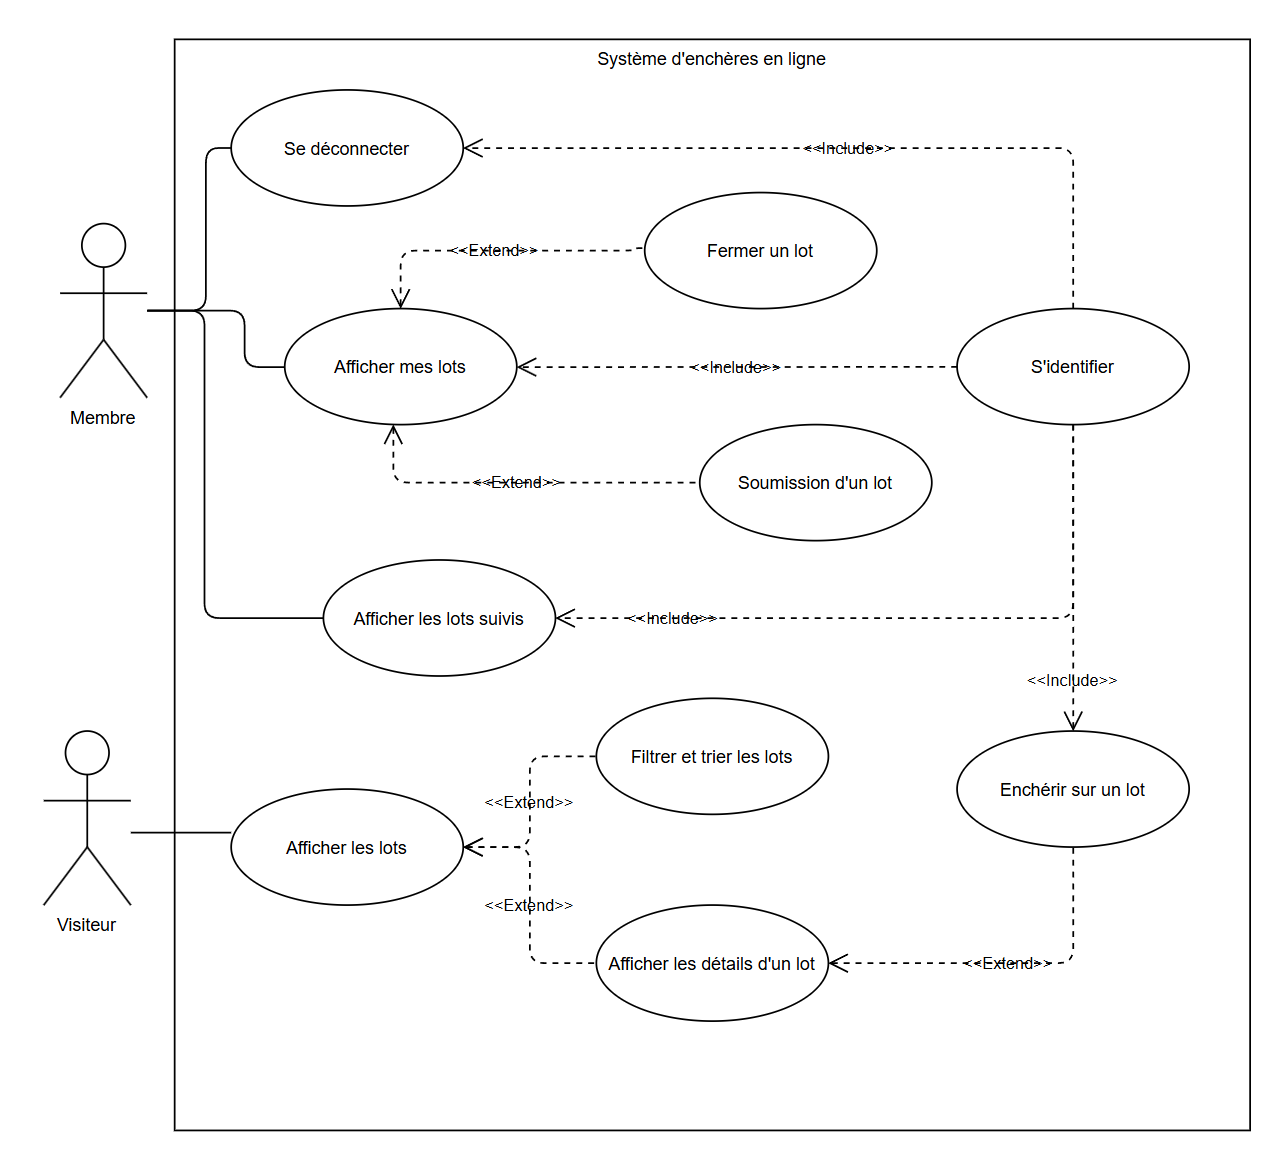 Système d'enchères en ligne
Se déconnecter
<<Include>>
<<Extend>>
Fermer un lot
Membre
Afficher mes lots
<<Include>>
S'identifier
<<Extend>>
Soumission d'un lot
Afficher les lots suivis
<<Include>>
<<Include>>
Filtrer et trier les lots
Enchérir sur un lot
<<Extend>>
Afficher les lots
Visiteur
<<Extend>>
Afficher les détails d'un lot
<<Extend>>